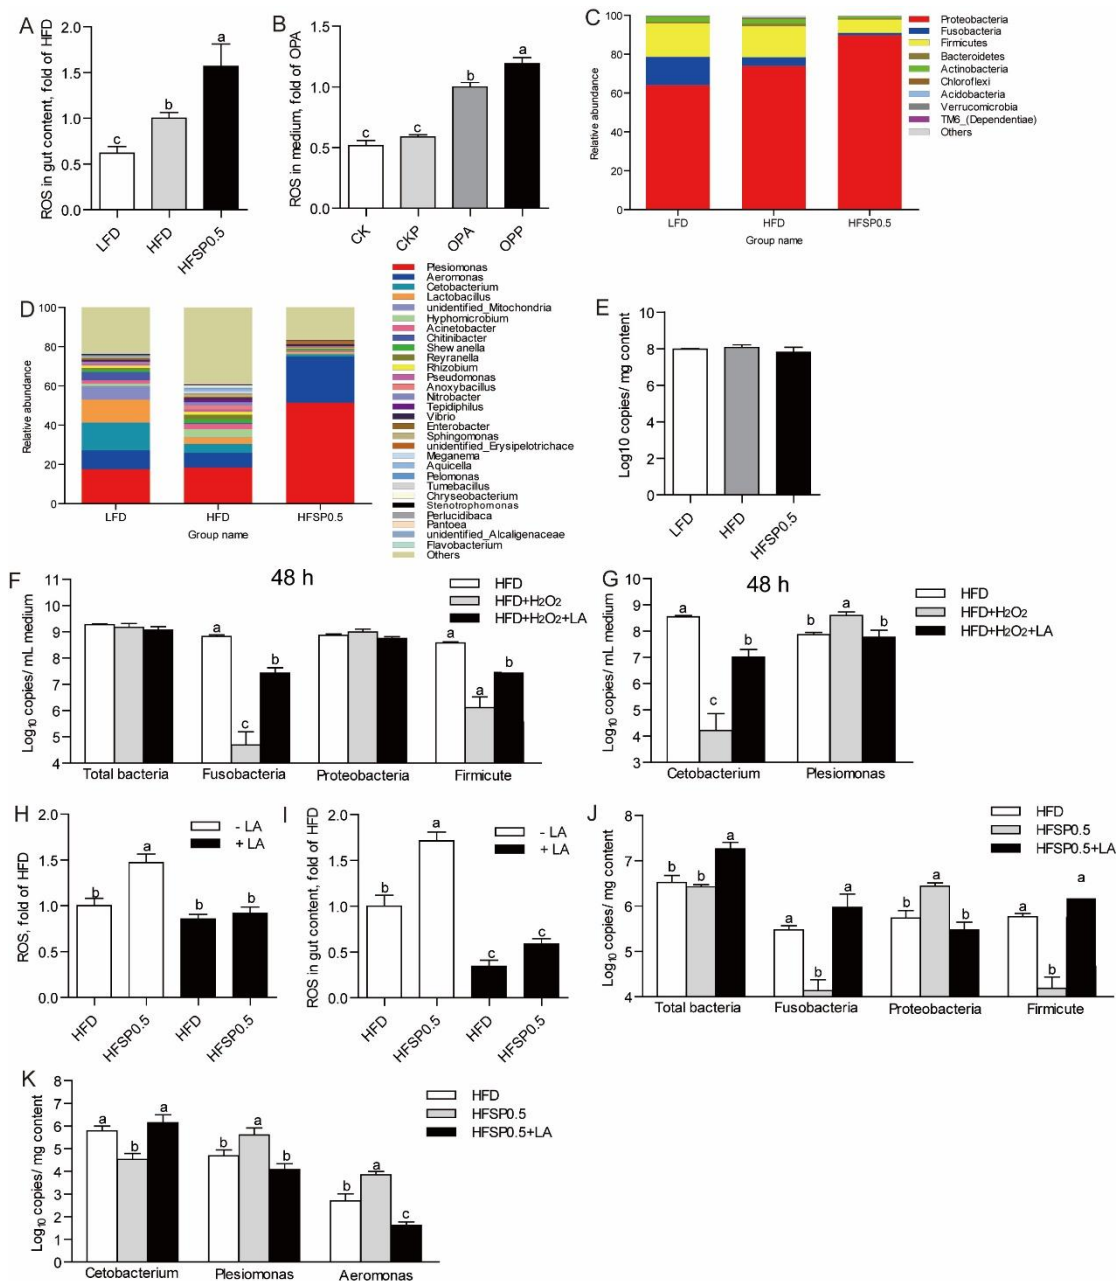 A
ROS in gut content, fold of HFD
2.0
1.5
1.0
0.5
0.0
c
b
a
LFD
HFD
HFSP0.5
B
ROS in medium, fold of OPA
1.5
1.0
0.5
0.0
c
c
b
a
CK
CKP
OPA
OPP
C
Relative abundance
100
80
60
40
20
0
LFD
HFD
HFSP0.5
Group name
Proteobacteria
Fusobacteria
Firmicutes
Bacteroidetes
Actinobacteria
Chloroflexi
Acidobacteria
Verrucomicrobia
TM6_(Dependentiae)
Others
D
Relative abundance
100
80
60
40
20
0
LFD
HFD
HFSP0.5
Group name
Plesiomonas
Aeromonas
Cetobacterium
Lactobacillus
unidentified_Mitochondria
Hyphomicrobium
Acinetobacter
Chitinibacter
Shew anella
Reyranella
Rhizobium
Pseudomonas
Anoxybacillus
Nitrobacter
Tepidiphilus
Vibrio
Enterobacter
Sphingomonas
unidentified_Erysipelotrichace
Meganema
Aquicella
Pelomonas
Tumebacillus
Chryseobacterium
Stenotrophomonas
Perlucidibaca
Pantoea
unidentified_Alcaligenaceae
Flavobacterium
Others
E
Log10 copies/ mg content
10
8
6
4
2
0
LFD
HFD
HFSP0.5
F
48 h
Log10 copies/ mL medium
11
10
9
8
7
6
5
4
a
c
b
a
a
b
Total bacteria
Fusobacteria
Proteobacteria
Firmicute
HFD
HFD+H2O2
HFD+H2O2+LA
G
48 h
Log10 copies/ mL medium
10
9
8
7
6
5
4
3
a
c
b
b
a
b
Cetobacterium
Plesiomonas
HFD
HFD+H2O2
HFD+H2O2+LA
H
ROS, fold of HFD
2.0
1.5
1.0
0.5
0.0
b
a
b
b
HFD
HFSP0.5
HFD
HFSP0.5
- LA
+ LA
I
ROS in gut content, fold of HFD
2.0
1.5
1.0
0.5
0.0
b
a
c
c
HFD
HFSP0.5
HFD
HFSP0.5
- LA
+ LA
J
Log10 copies/ mg content
8
7
6
5
4
b
b
a
a
b
a
b
a
b
a
b
a
Total bacteria
Fusobacteria
Proteobacteria
Firmicute
HFD
HFSP0.5
HFSP0.5+LA
K
Log10 copies/ mg content
8
7
6
5
4
3
2
1
0
a
b
a
b
a
b
b
a
c
Cetobacterium
Plesiomonas
Aeromonas
HFD
HFSP0.5
HFSP0.5+LA